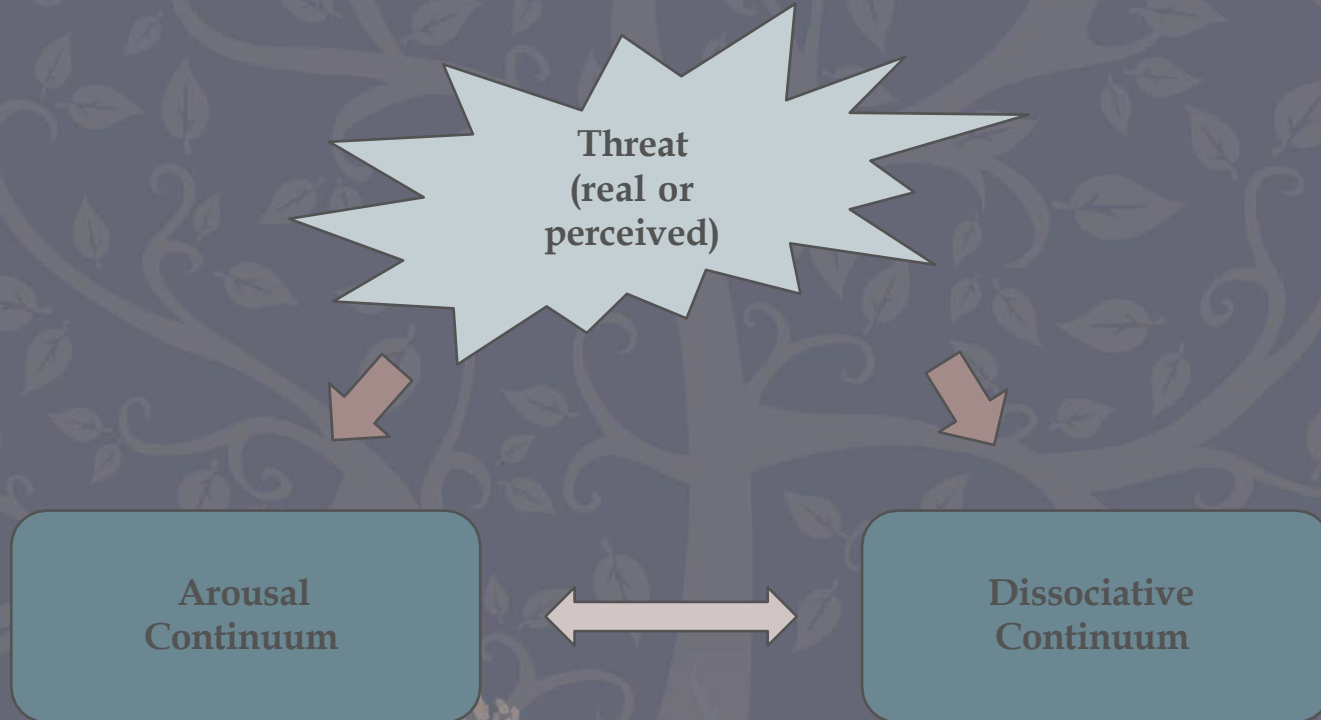 Threat
(real or
perceived)
Arousal
Continuum
Dissociative
Continuum